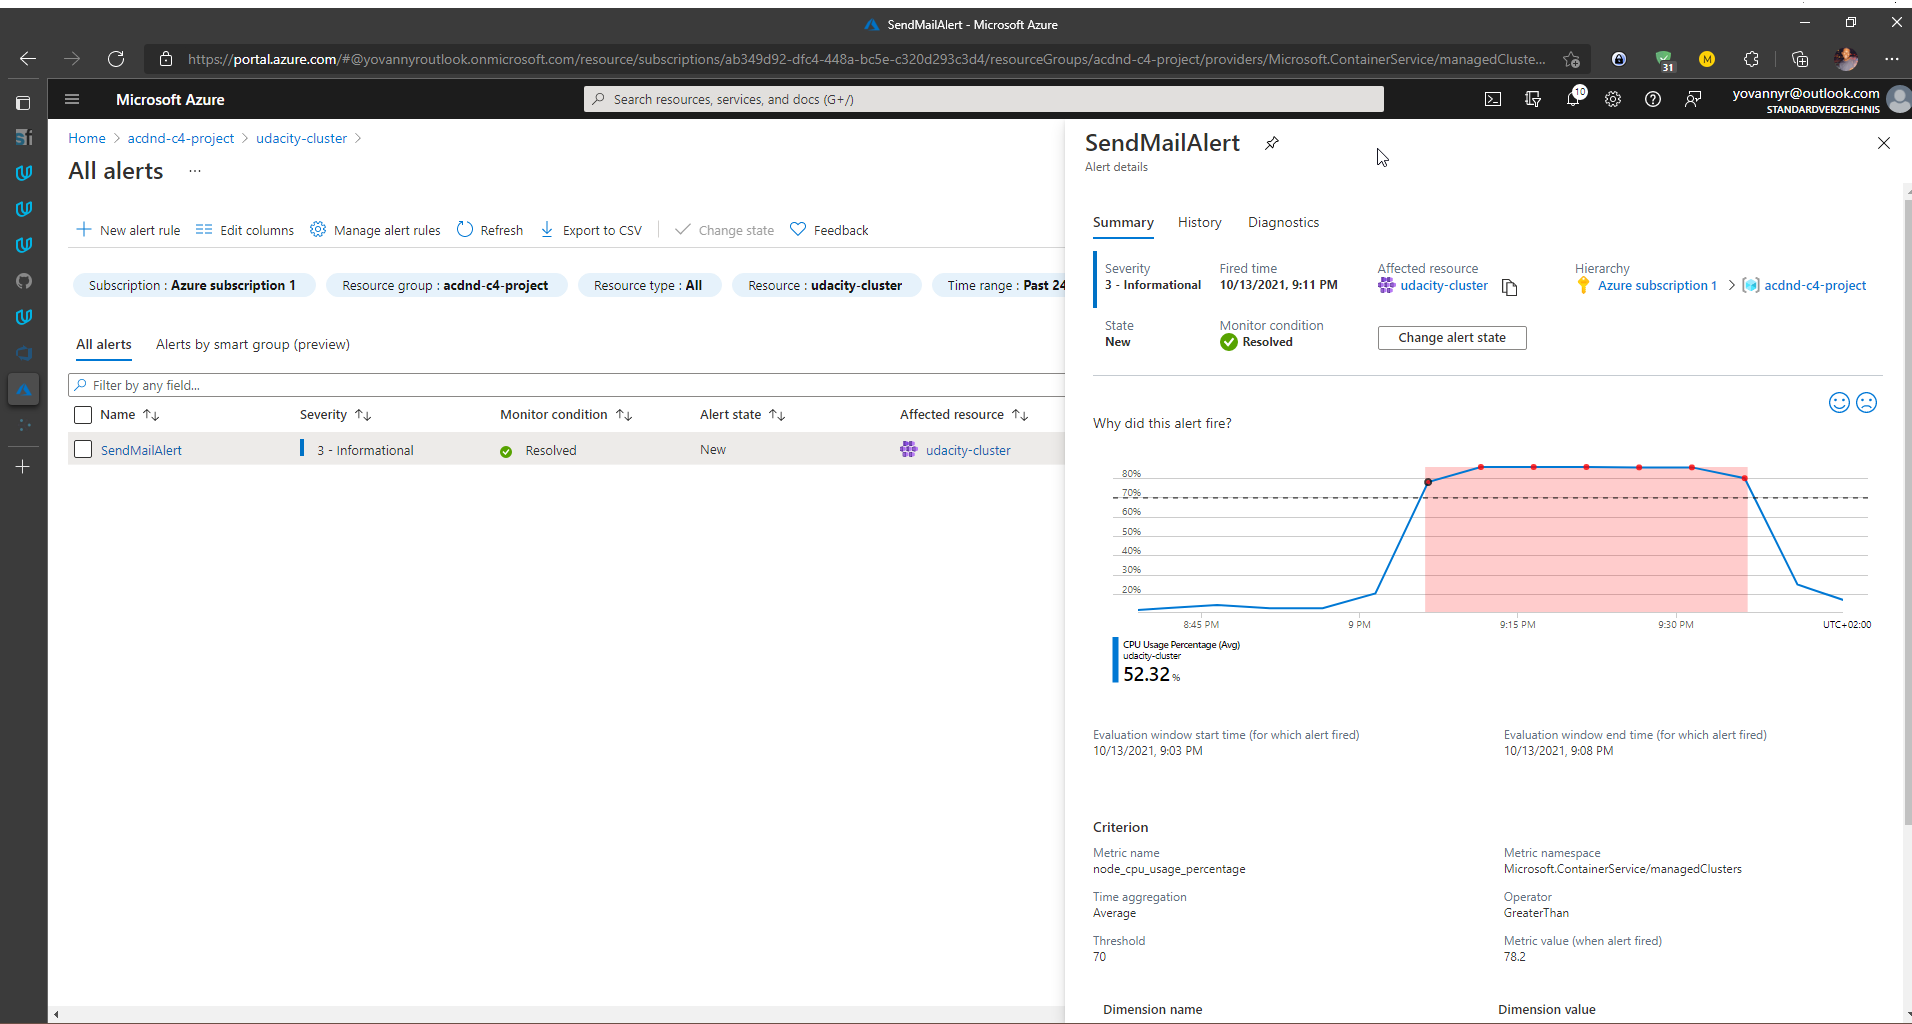 SendMailAlert - Microsoft Azure
https://portal.azure.com/#@yovannyroutlook.onmicrosoft.com/resource/subscriptions/ab349d92-dfc4-448a-bc5e-c320d293c3d4/resourceGroups/acdnd-c4-project/providers/Microsoft.ContainerService/managedCluste...
31
M
Microsoft Azure
Search resources, services, and docs (G+/)
10
yovannyr@outlook.com
STANDARDVERZEICHNIS
Home > acdnd-c4-project > udacity-cluster >
All alerts ...
New alert rule Edit columns Manage alert rules Refresh Export to CSV Change state Feedback
Subscription : Azure subscription 1 Resource group : acdnd-c4-project Resource type : All Resource : udacity-cluster Time range : Past 24
All alerts Alerts by smart group (preview)
Filter by any field...
Name Severity Monitor condition Alert state Affected resource
SendMailAlert 3 - Informational Resolved New udacity-cluster
SendMailAlert
Alert details
Summary History Diagnostics
Severity Fired time Affected resource Hierarchy
3 - Informational 10/13/2021, 9:11 PM udacity-cluster Azure subscription 1 > acdnd-c4-project
State Monitor condition
New Resolved Change alert state
Why did this alert fire?
80%
70%
60%
50%
40%
30%
20%
8:45 PM 9 PM 9:15 PM 9:30 PM UTC+02:00
CPU Usage Percentage (Avg)
udacity-cluster
52.32 %
Evaluation window start time (for which alert fired) Evaluation window end time (for which alert fired)
10/13/2021, 9:03 PM 10/13/2021, 9:08 PM
Criterion
Metric name Metric namespace
node_cpu_usage_percentage Microsoft.ContainerService/managedClusters
Time aggregation Operator
Average GreaterThan
Threshold Metric value (when alert fired)
70 78.2
Dimension name Dimension value